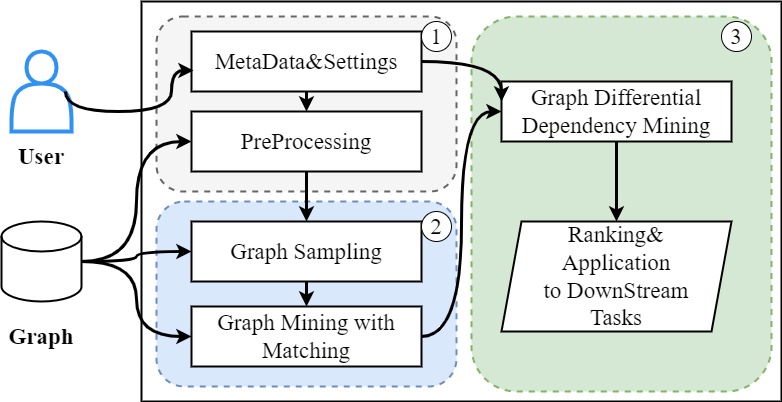 1
MetaData&Settings
PreProcessing
User
2
Graph Sampling
Graph Mining with
Matching
Graph
3
Graph Differential
Dependency Mining
Ranking&
Application
to DownStream
Tasks